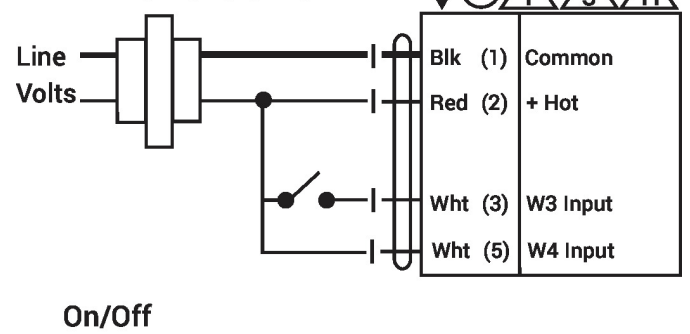 Line
Volts
Blk (1) Common
Red (2) + Hot
Wht (3) W3 Input
Wht (5) W4 Input
On/Off